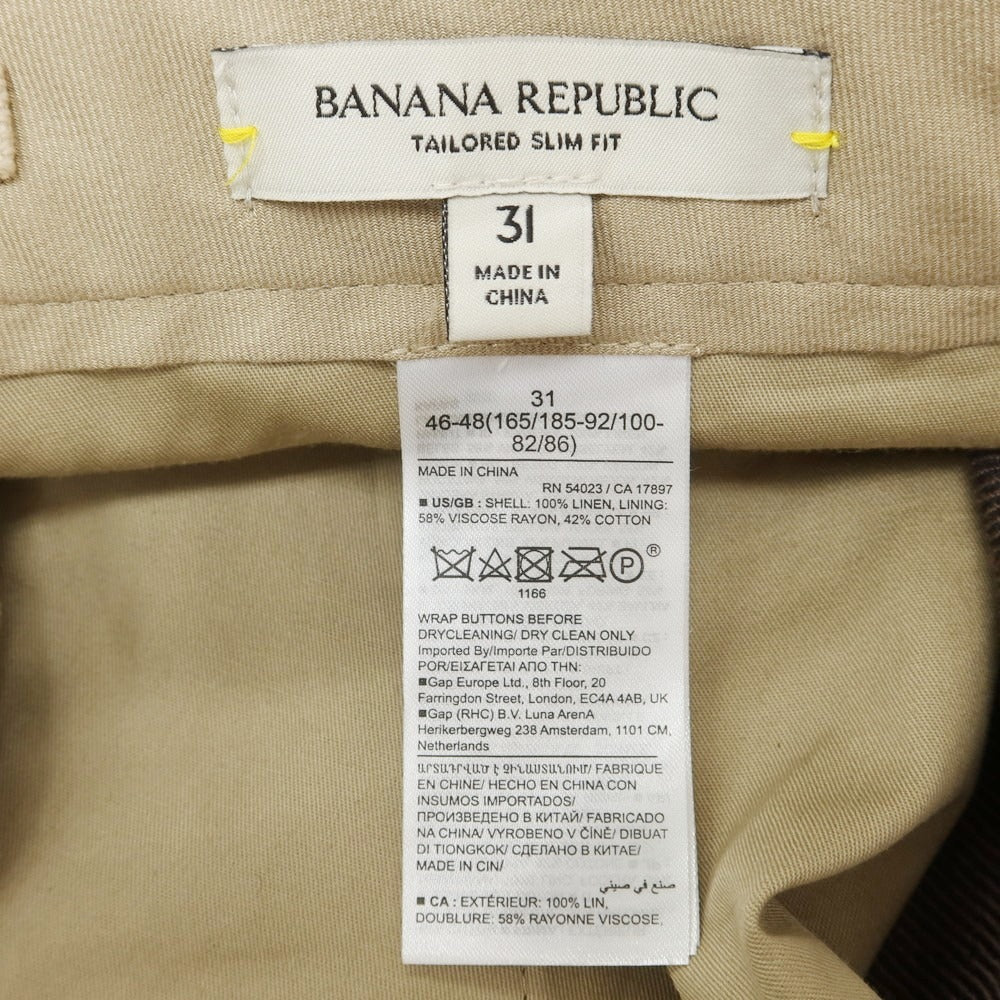 BANANA REPUBLIC
TAILORED SLIM FIT
31
MADE IN
CHINA
31
46-48(165/185-92/100-
82/86)
MADE IN CHINA
RN 54023 / CA 17897
US/GB : SHELL: 100% LINEN, LINING:
58% VISCOSE RAYON, 42% COTTON
P ®
1166
WRAP BUTTONS BEFORE
DRYCLEANING/ DRY CLEAN ONLY
Imported By/Importe Par/DISTRIBUIDO
POR/ΕΙΣΑΓΕΤΑΙ ΑΠΟ ΤΗΝ:
Gap Europe Ltd., 8th Floor, 20
Farringdon Street, London, EC4A 4AB, UK
Gap (RHC) B.V. Luna ArenA
Herikerbergweg 238 Amsterdam, 1101 CM,
Netherlands
ԱՐՏԱԴՐՎԱԾ Է ՉԻՆԱՍՏԱՆՈՒՄ/ FABRIQUE
EN CHINE/ HECHO EN CHINA CON
INSUMOS IMPORTADOS/
ПРОИЗВЕДЕНО В КИТАЙ/ FABRICADO
NA CHINA/ VYROBENO V ČÍNĚ/ DIBUAT
DI TIONGKOK/ СДЕЛАНО В КИТАЕ/
MADE IN CIN/
صنع في صيني
CA : EXTÉRIEUR: 100% LIN,
DOUBLURE: 58% RAYONNE VISCOSE,